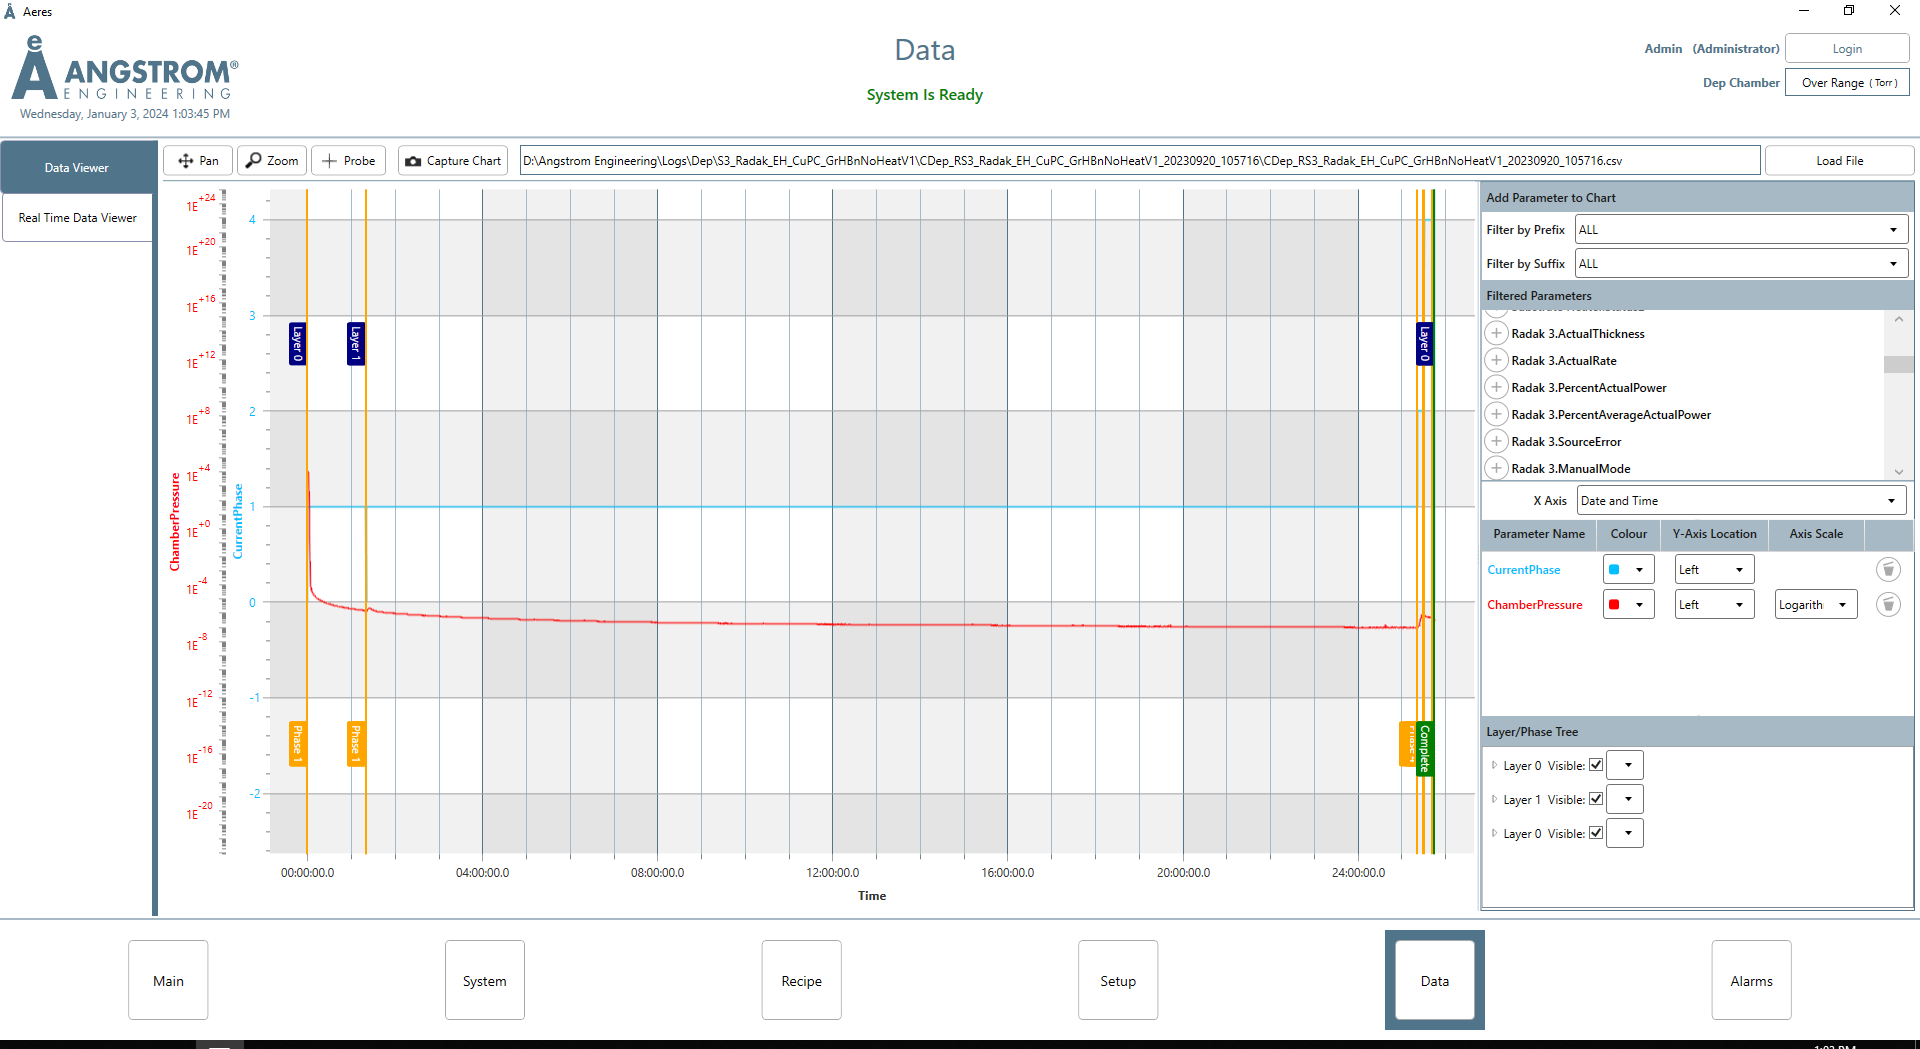 Aeres
ANGSTROM®
ENGINEERING
Wednesday, January 3, 2024 1:03:45 PM
Data
System Is Ready
Admin (Administrator)
Login
Dep Chamber
Over Range (Torr)
Data Viewer
Real Time Data Viewer
Pan
Zoom
Probe
Capture Chart
D:\Angstrom Engineering\Logs\Dep\S3_Radak_EH_CuPC_GrHBnNoHeatV1\CDep_RS3_Radak_EH_CuPC_GrHBnNoHeatV1_20230920_105716\CDep_RS3_Radak_EH_CuPC_GrHBnNoHeatV1_20230920_105716.csv
Load File
ChamberPressure
1E+24
1E+20
1E+16
1E+12
1E+8
1E+4
1E+0
1E-4
1E-8
1E-12
1E-16
1E-20
CurrentPhase
4
3
2
1
0
-1
-2
Layer 0
Layer 1
Layer 0
Phase 1
Phase 1
Phase 4
Complete
00:00:00.0
04:00:00.0
08:00:00.0
12:00:00.0
16:00:00.0
20:00:00.0
24:00:00.0
Time
Add Parameter to Chart
Filter by Prefix ALL
Filter by Suffix ALL
Filtered Parameters
Radak 3.ActualThickness
Radak 3.ActualRate
Radak 3.PercentActualPower
Radak 3.PercentAverageActualPower
Radak 3.SourceError
Radak 3.ManualMode
X Axis Date and Time
Parameter Name Colour Y-Axis Location Axis Scale
CurrentPhase Left
ChamberPressure Left Logarith
Layer/Phase Tree
Layer 0 Visible:
Layer 1 Visible:
Layer 0 Visible:
Main
System
Recipe
Setup
Data
Alarms